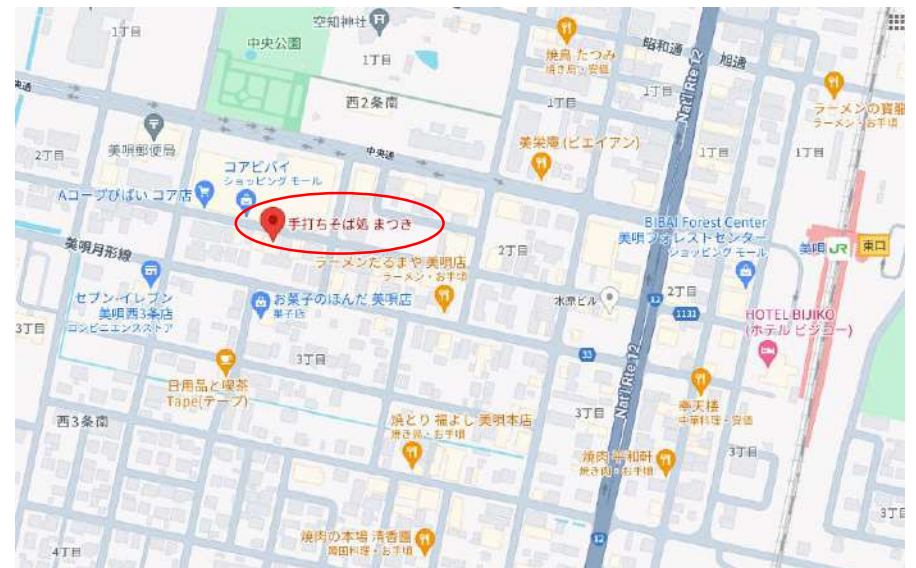 1丁目
空知神社
中央公園
1丁目
西2条南
焼鳥 たつみ
焼き鳥・安価
昭和通
旭通
Nat'l Rte 12
1丁目
1丁目
ラーメンの寶龍
ラーメン・お手頃
美栄庵(ビエイアン)
1丁目
1丁目
中央通
2丁目
美唄郵便局
コアビバイ
ショッピング モール
Aコープびばい コア店
手打ちそば処 まつき
美唄月形線
ラーメンだるまや 美唄店
ラーメン・お手頃
2丁目
BIBAI Forest Center
美唄フォレストセンター
ショッピング モール
美唄 JR
東口
セブン-イレブン
美唄西3条店
コンビニエンスストア
お菓子のほんだ 美唄店
菓子店
水原ビル
12
2丁目
1131
HOTEL BIJIKO
(ホテル ビジコー)
3丁目
33
Nat'l Rte 12
3丁目
日用品と喫茶
Tape(テープ)
西3条南
焼とり 福よし 美唄本店
焼き鳥・お手頃
3丁目
中華料理・安価
焼肉 平和軒
焼き肉・お手頃
3丁目
3丁目
焼肉の本場 清香園
韓国料理・お手頃
12
4丁目